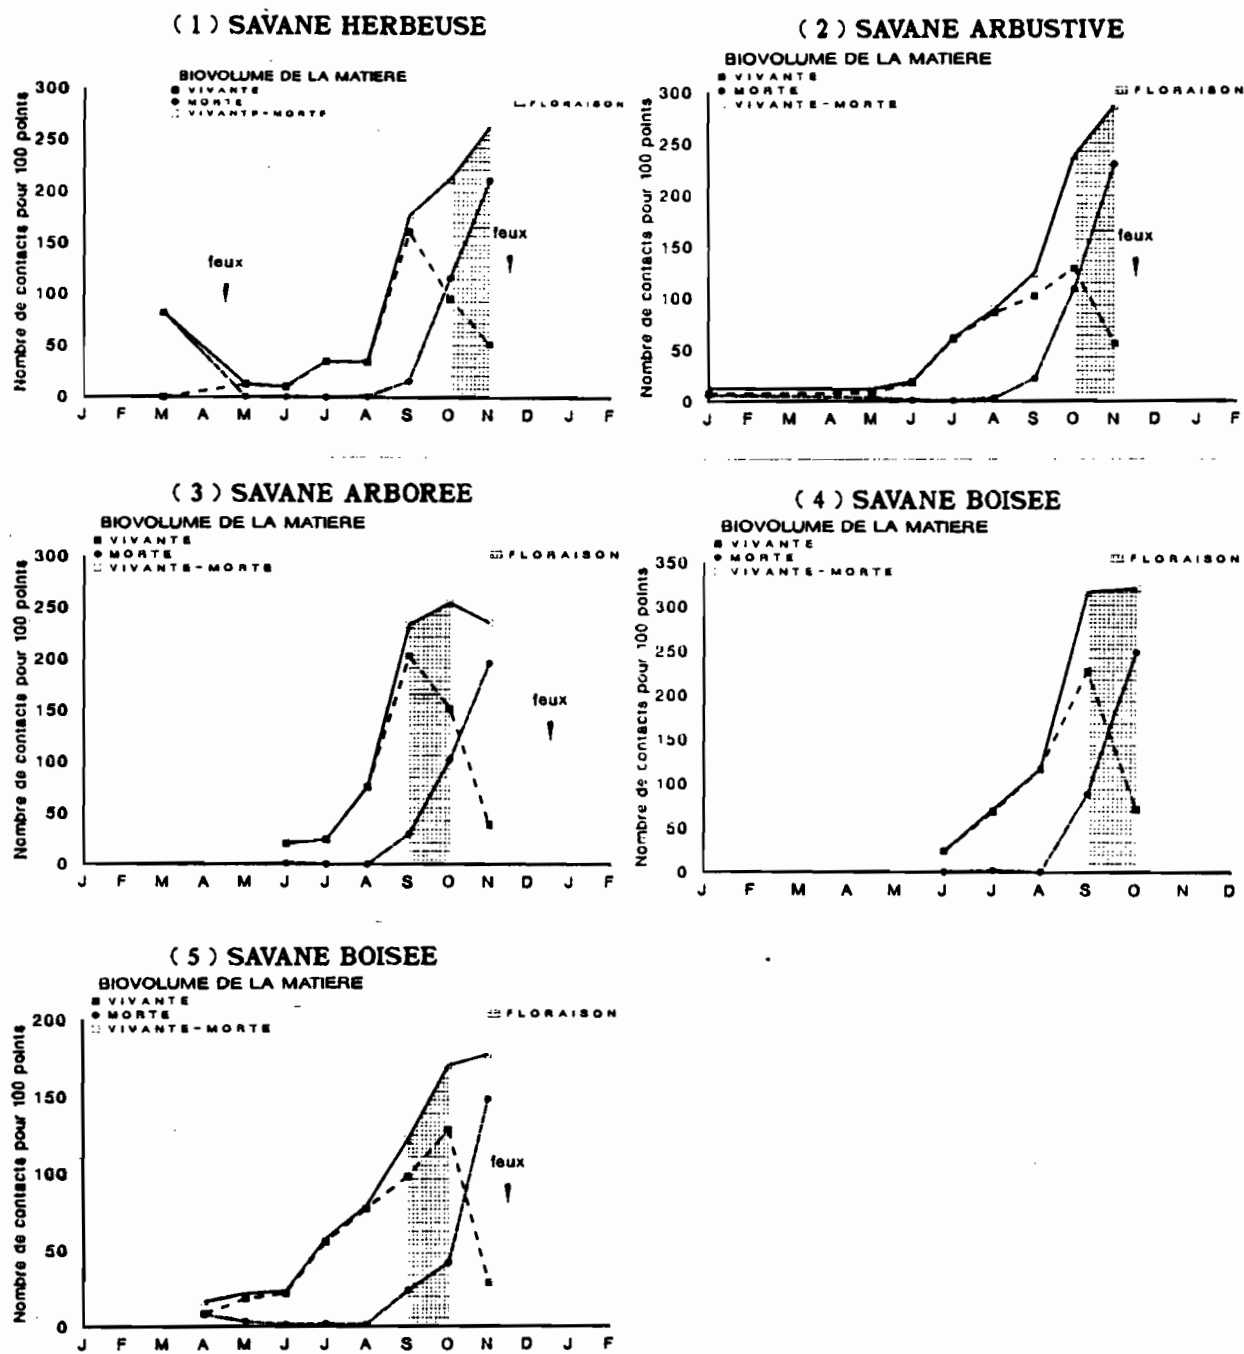 ( 1 ) SAVANE HERBEUSE
BIOVOLUME DE LA MATIERE
VIVANTE
MORTE
VIVANTE-MORTE
FLORAISON
Nombre de contacts pour 100 points
300
250
200
150
100
50
0
feux
feux
J F M A M J J A S O N D J F
( 2 ) SAVANE ARBUSTIVE
BIOVOLUME DE LA MATIERE
VIVANTE
MORTE
VIVANTE-MORTE
FLORAISON
Nombre de contacts pour 100 points
300
250
200
150
100
50
0
feux
J F M A M J J A S O N D J F
( 3 ) SAVANE ARBOREE
BIOVOLUME DE LA MATIERE
VIVANTE
MORTE
VIVANTE-MORTE
FLORAISON
Nombre de contacts pour 100 points
300
250
200
150
100
50
0
feux
J F M A M J J A S O N D J F
( 4 ) SAVANE BOISEE
BIOVOLUME DE LA MATIERE
VIVANTE
MORTE
VIVANTE-MORTE
FLORAISON
Nombre de contacts pour 100 points
350
300
250
200
150
100
50
0
J F M A M J J A S O N D
( 5 ) SAVANE BOISEE
BIOVOLUME DE LA MATIERE
VIVANTE
MORTE
VIVANTE-MORTE
FLORAISON
Nombre de contacts pour 100 points
200
150
100
50
0
feux
J F M A M J J A S O N D J F